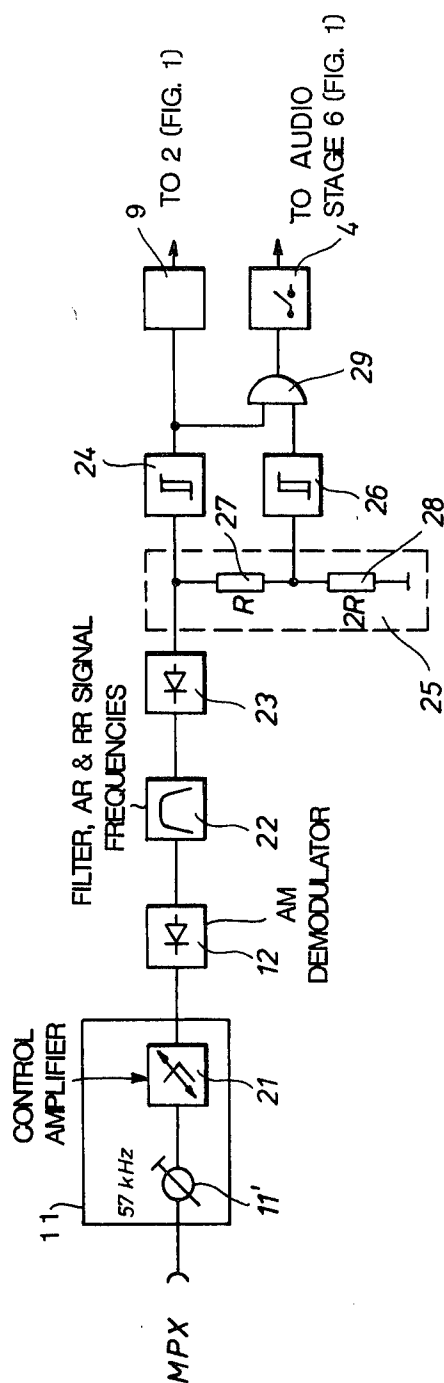 MPX
11
57 kHz
11'
CONTROL
AMPLIFIER
21
12
AM
DEMODULATOR
FILTER, AR & RR SIGNAL
FREQUENCIES
22
23
25
R
27
2R
28
24
26
29
9
TO 2 (FIG. 1)
4
TO AUDIO
STAGE 6 (FIG. 1)